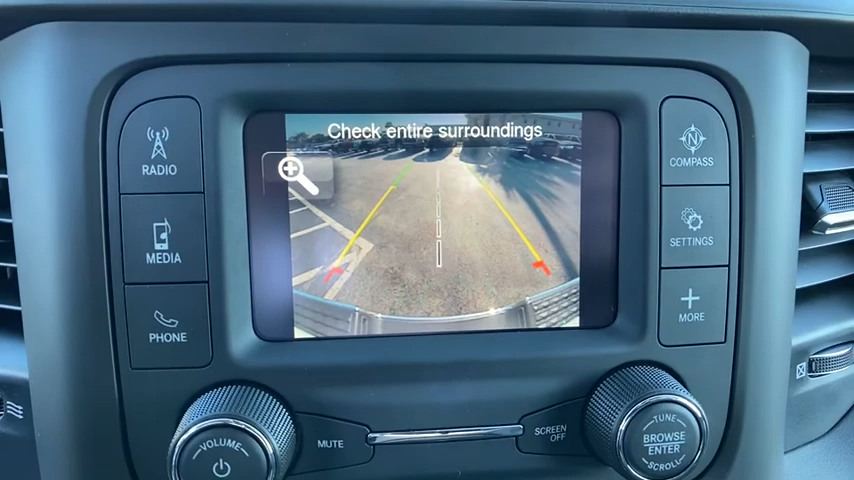 Check entire surroundings
RADIO
MEDIA
PHONE
N
COMPASS
SETTINGS
MORE
VOLUME
MUTE
SCREEN
OFF
TUNE
BROWSE
ENTER
SCROLL